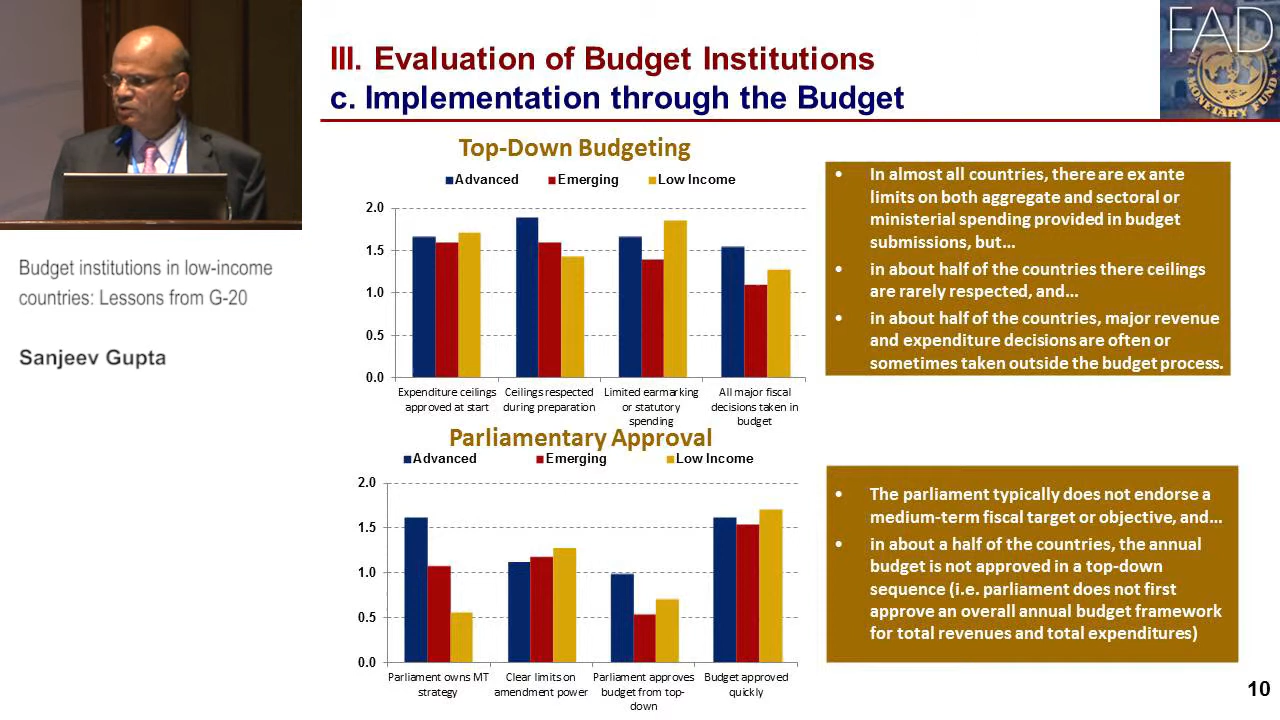 FAD
III. Evaluation of Budget Institutions
c. Implementation through the Budget
Budget institutions in low-income
countries: Lessons from G-20
Sanjeev Gupta
Top-Down Budgeting
Advanced Emerging Low Income
2.0
1.5
1.0
0.5
0.0
Expenditure ceilings
approved at start
Ceilings respected
during preparation
Limited earmarking
or statutory
spending
All major fiscal
decisions taken in
budget
• In almost all countries, there are ex ante
limits on both aggregate and sectoral or
ministerial spending provided in budget
submissions, but...
• in about half of the countries there ceilings
are rarely respected, and...
• in about half of the countries, major revenue
and expenditure decisions are often or
sometimes taken outside the budget process.
Parliamentary Approval
Advanced Emerging Low Income
2.0
1.5
1.0
0.5
0.0
Parliament owns MT
strategy
Clear limits on
amendment power
Parliament approves
budget from top-
down
Budget approved
quickly
• The parliament typically does not endorse a
medium-term fiscal target or objective, and...
• in about a half of the countries, the annual
budget is not approved in a top-down
sequence (i.e. parliament does not first
approve an overall annual budget framework
for total revenues and total expenditures)
10